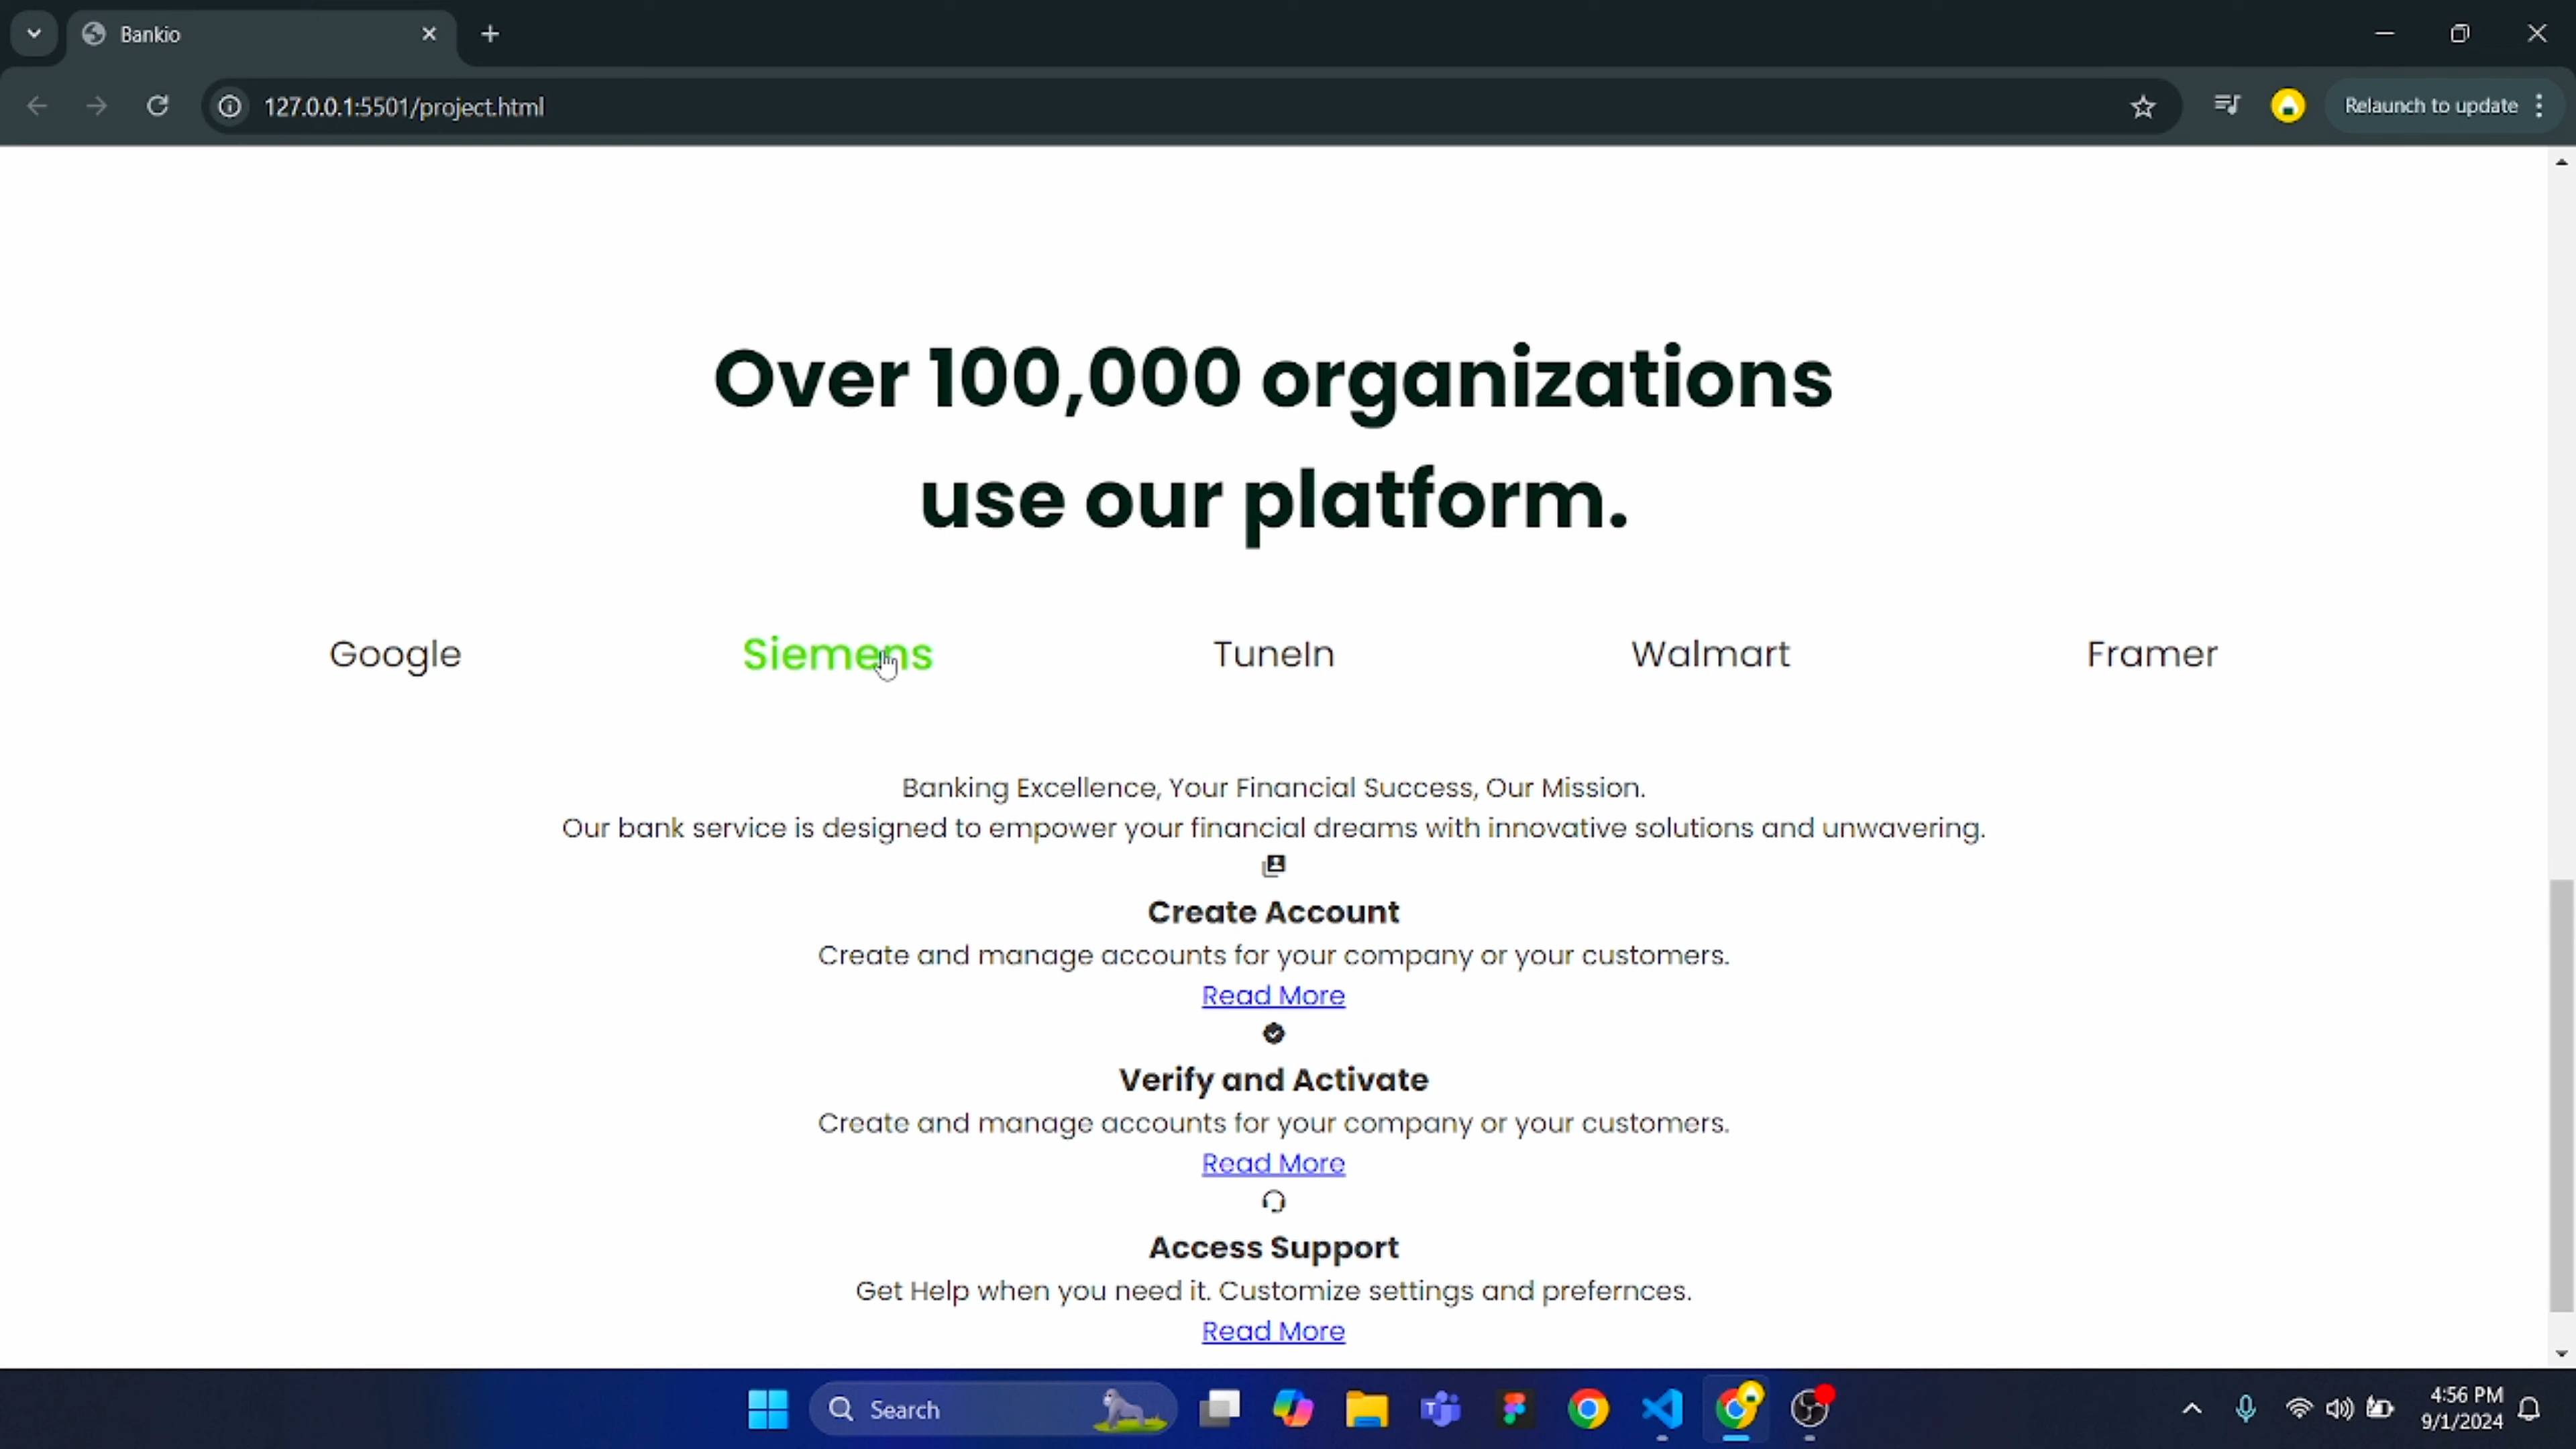 Bankio
127.0.0.1:5501/project.html
Relaunch to update
Over 100,000 organizations
use our platform.
Google Siemens TuneIn Walmart Framer
Banking Excellence, Your Financial Success, Our Mission.
Our bank service is designed to empower your financial dreams with innovative solutions and unwavering.
Create Account
Create and manage accounts for your company or your customers.
Read More
Verify and Activate
Create and manage accounts for your company or your customers.
Read More
Access Support
Get Help when you need it. Customize settings and prefernces.
Read More
Search
4:56 PM
9/1/2024